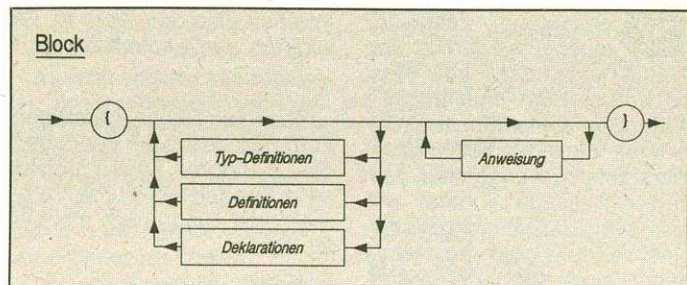 Block
{ }
Typ-Definitionen
Anweisung
Definitionen
Deklarationen